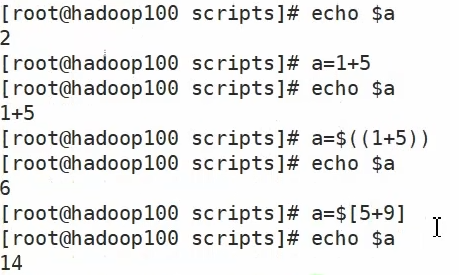 [root@hadoop100 scripts]# echo $a
2
[root@hadoop100 scripts]# a=1+5
[root@hadoop100 scripts]# echo $a
1+5
[root@hadoop100 scripts]# a=$((1+5))
[root@hadoop100 scripts]# echo $a
6
[root@hadoop100 scripts]# a=$[5+9]
[root@hadoop100 scripts]# echo $a
14